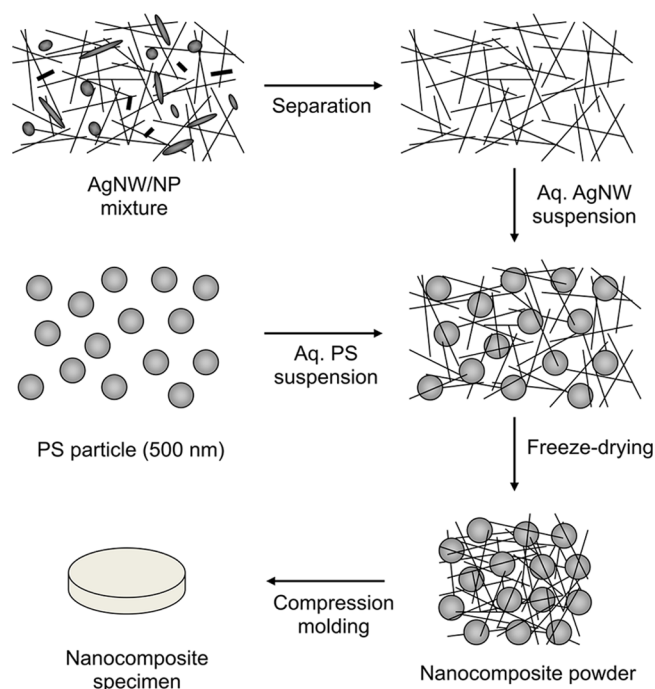 AgNW/NP
mixture
Separation
Aq. AgNW
suspension
PS particle (500 nm)
Aq. PS
suspension
Freeze-drying
Nanocomposite
specimen
Compression
molding
Nanocomposite powder